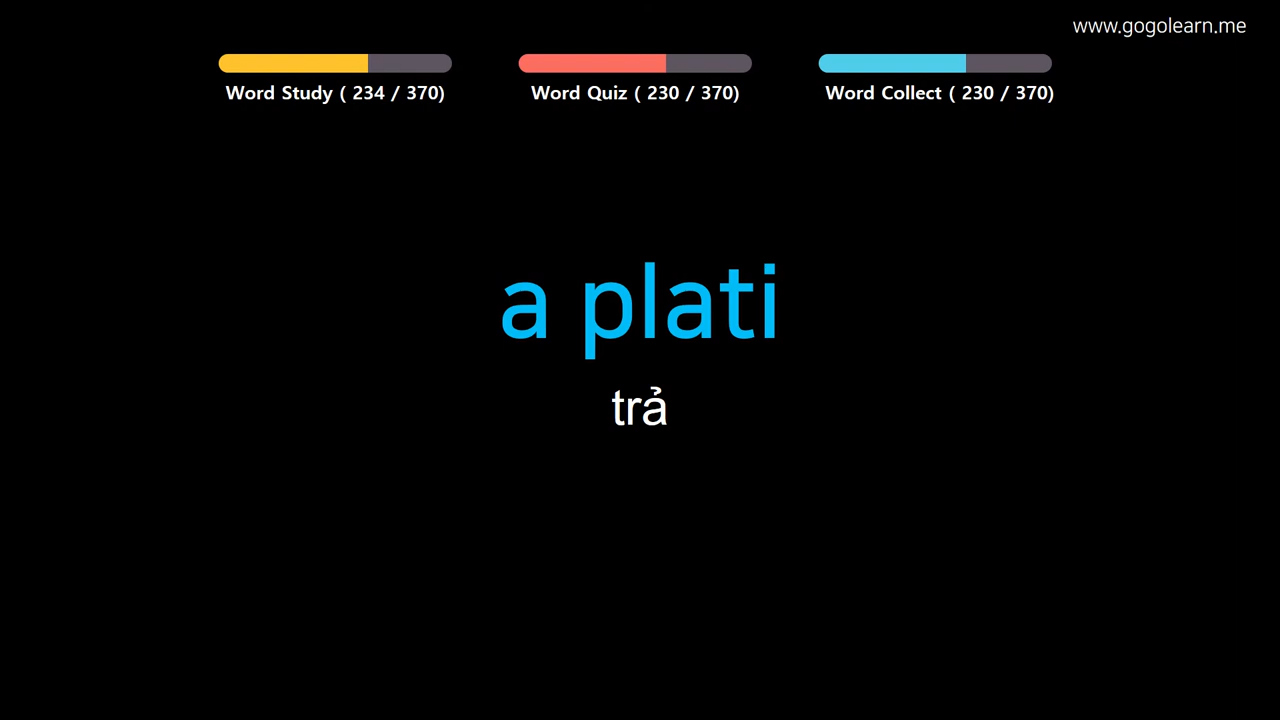 www.gogolearn.me
Word Study ( 234 / 370)
Word Quiz ( 230 / 370)
Word Collect ( 230 / 370)
a plati
trả